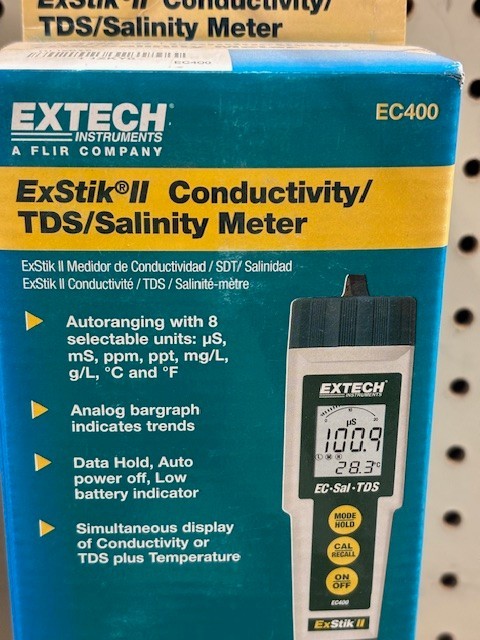 ExStik®II Conductivity/
TDS/Salinity Meter
EC400
EXTECH®
INSTRUMENTS
A FLIR COMPANY
EC400
ExStik®II Conductivity/
TDS/Salinity Meter
ExStik II Medidor de Conductividad / SDT/ Salinidad
ExStik II Conductivité / TDS / Salinité-mètre
Autoranging with 8
selectable units: µS,
mS, ppm, ppt, mg/L,
g/L, °C and °F
Analog bargraph
indicates trends
Data Hold, Auto
power off, Low
battery indicator
Simultaneous display
of Conductivity or
TDS plus Temperature
EXTECH
INSTRUMENTS
µS
100.9
28.3°C
EC·Sal·TDS
MODE
HOLD
CAL
RECALL
ON
OFF
EC400
ExStik II